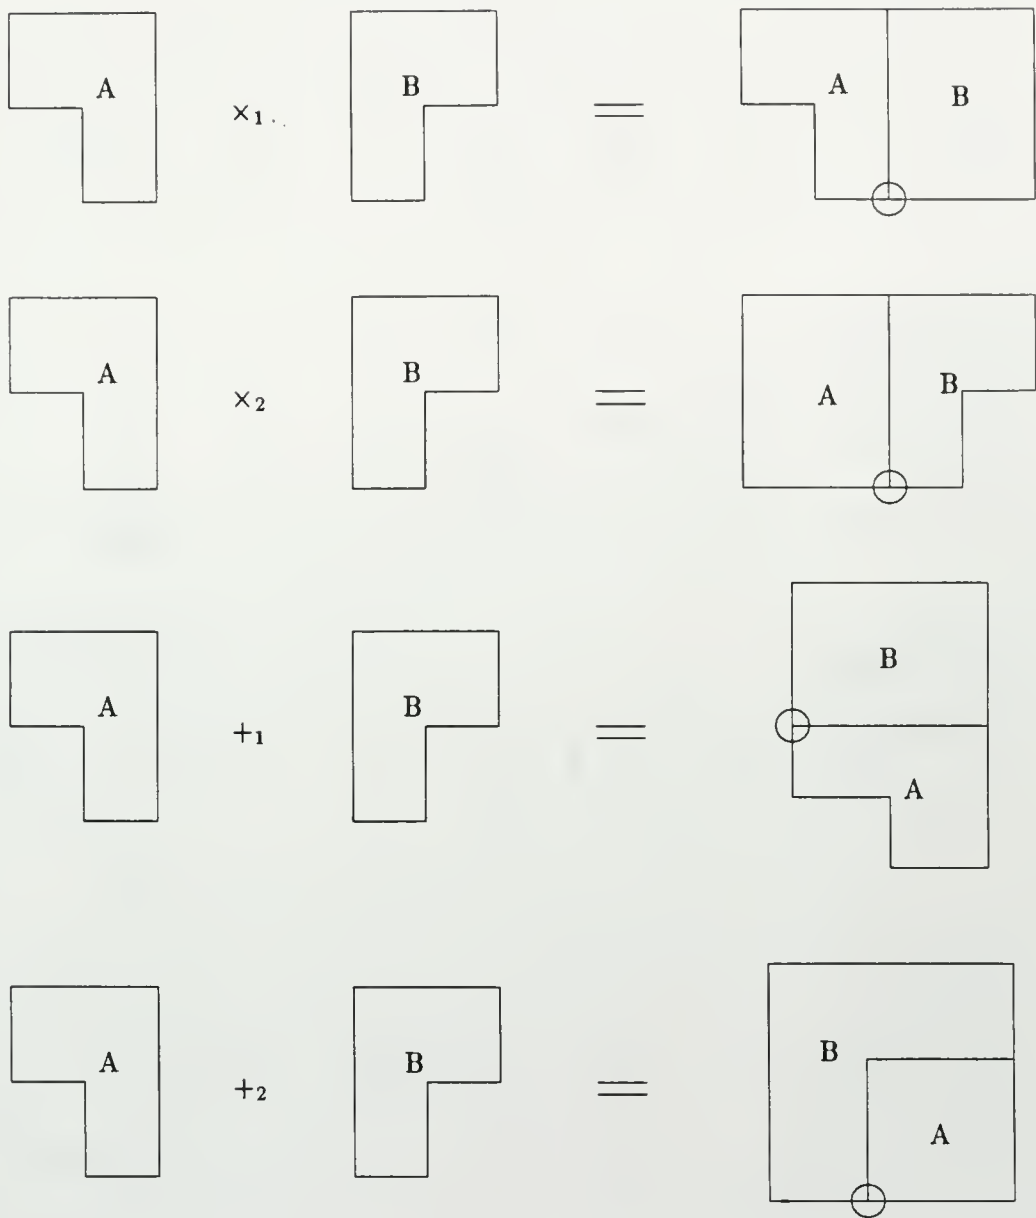 A ×₁ B = A B
A ×₂ B = A B
B
A +₁ B =
A
A +₂ B = B
A